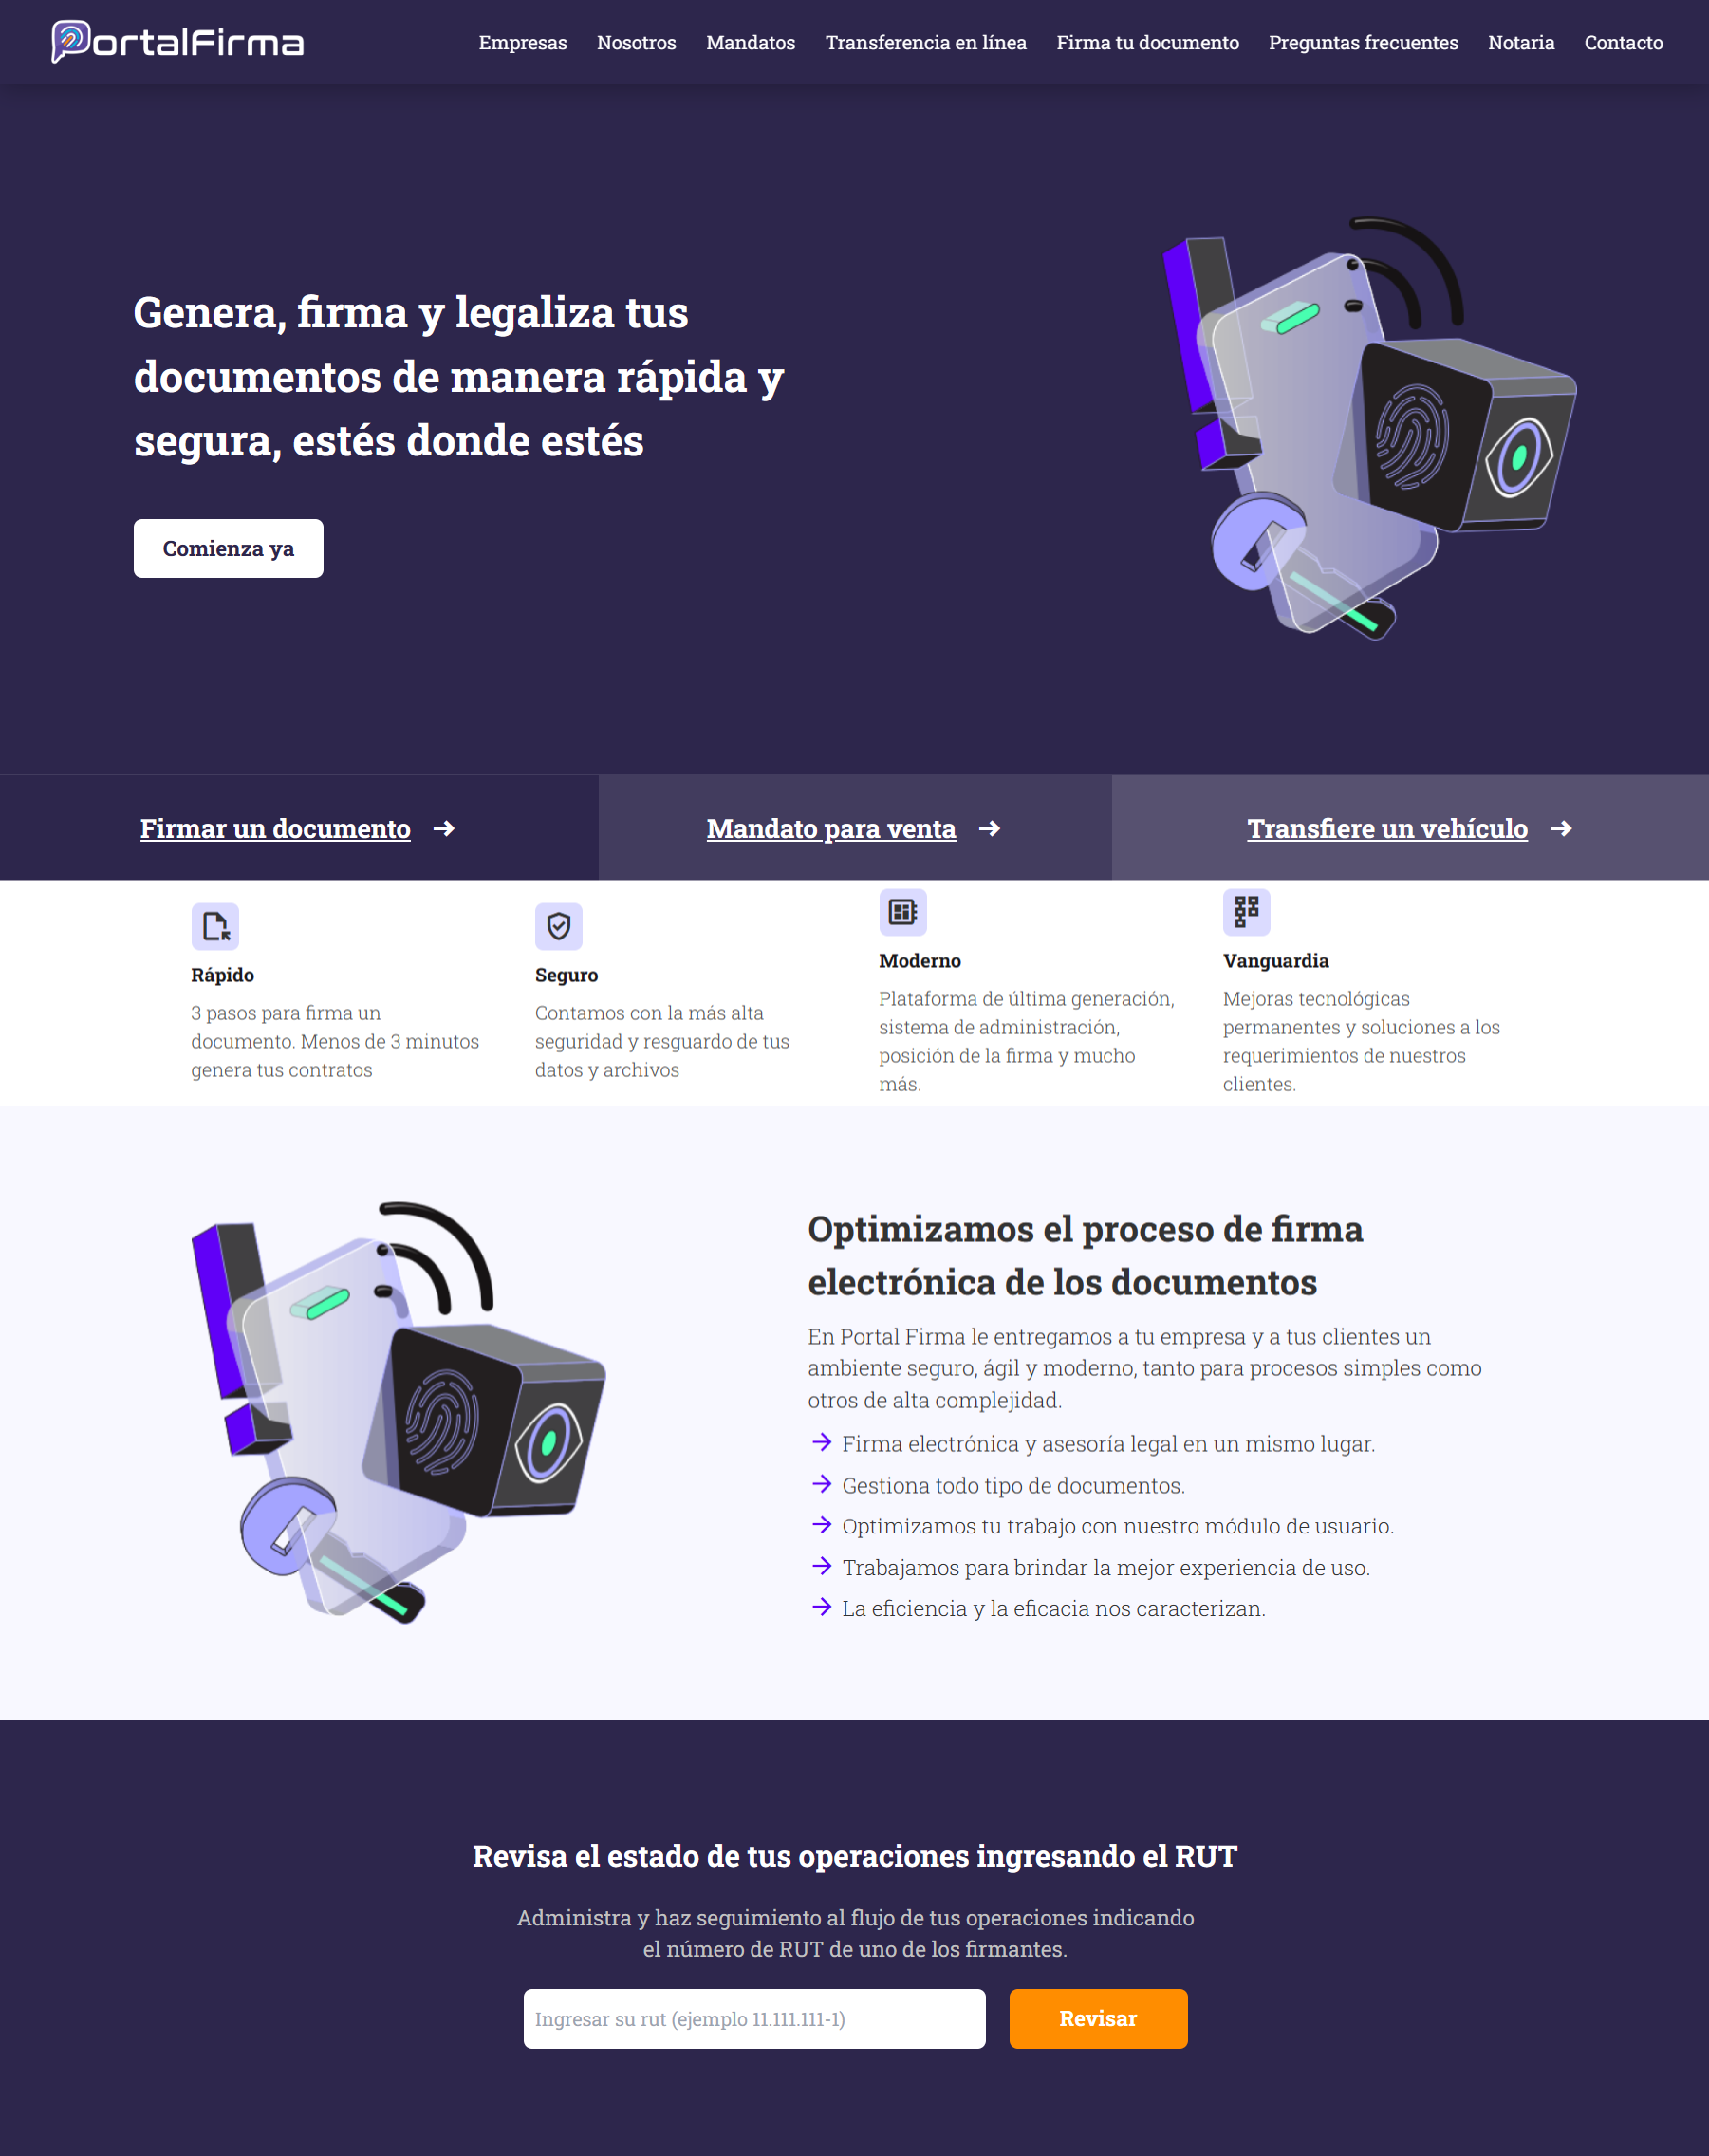 PortalFirma
Empresas
Nosotros
Mandatos
Transferencia en línea
Firma tu documento
Preguntas frecuentes
Notaria
Contacto
Genera, firma y legaliza tus
documentos de manera rápida y
segura, estés donde estés
Comienza ya
Firmar un documento
Mandato para venta
Transfiere un vehículo
Rápido
3 pasos para firma un
documento. Menos de 3 minutos
genera tus contratos
Seguro
Contamos con la más alta
seguridad y resguardo de tus
datos y archivos
Moderno
Plataforma de última generación,
sistema de administración,
posición de la firma y mucho
más.
Vanguardia
Mejoras tecnológicas
permanentes y soluciones a los
requerimientos de nuestros
clientes.
Optimizamos el proceso de firma
electrónica de los documentos
En Portal Firma le entregamos a tu empresa y a tus clientes un
ambiente seguro, ágil y moderno, tanto para procesos simples como
otros de alta complejidad.
Firma electrónica y asesoría legal en un mismo lugar.
Gestiona todo tipo de documentos.
Optimizamos tu trabajo con nuestro módulo de usuario.
Trabajamos para brindar la mejor experiencia de uso.
La eficiencia y la eficacia nos caracterizan.
Revisa el estado de tus operaciones ingresando el RUT
Administra y haz seguimiento al flujo de tus operaciones indicando
el número de RUT de uno de los firmantes.
Ingresar su rut (ejemplo 11.111.111-1)
Revisar